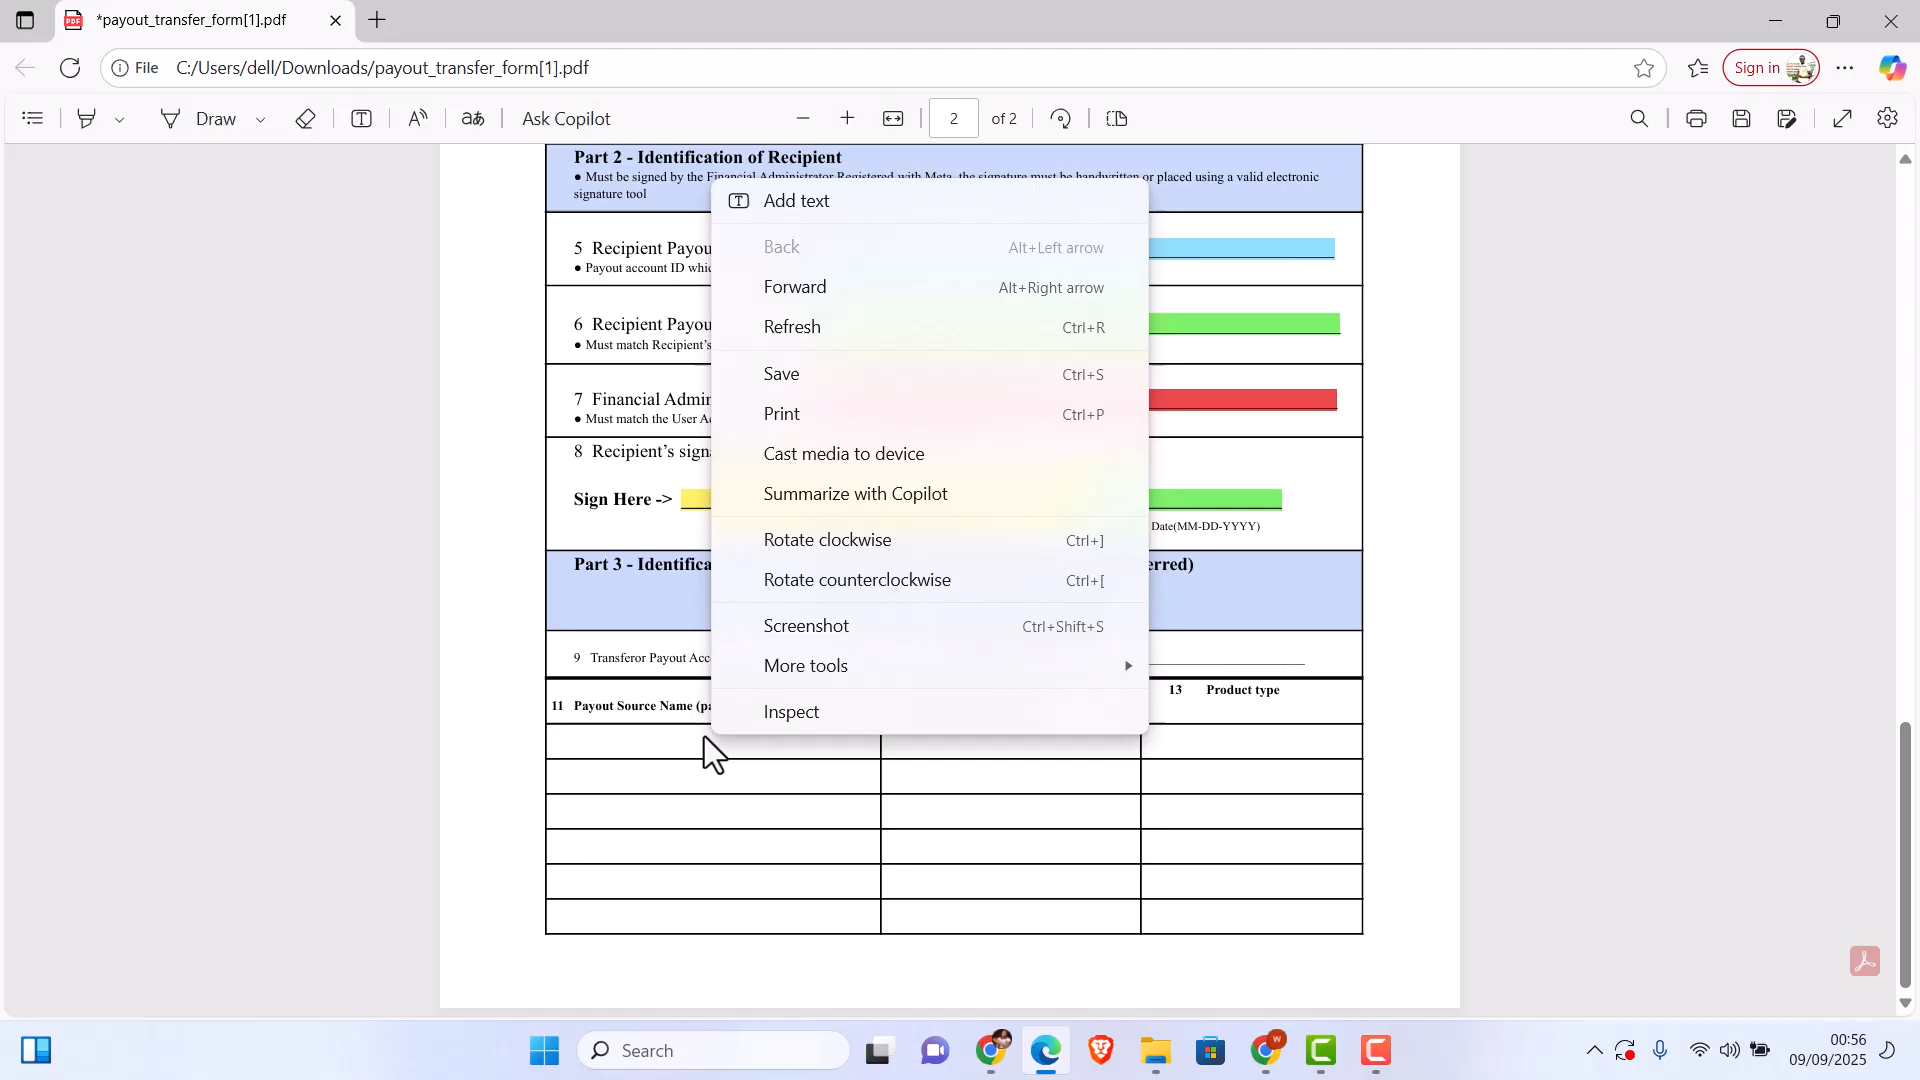 *payout_transfer_form[1].pdf
File C:/Users/dell/Downloads/payout_transfer_form[1].pdf
Sign in
Draw
Ask Copilot
2 of 2
Part 2 - Identification of Recipient
● Must be signed by the Financial Administrator Registered with Meta, the signature must be handwritten or placed using a valid electronic
signature tool
5 Recipient Payou
● Payout account ID whic
6 Recipient Payou
● Must match Recipient's
7 Financial Admin
● Must match the User A
8 Recipient's sign
Sign Here ->
Date(MM-DD-YYYY)
Part 3 - Identifica
erred)
9 Transferor Payout Acc
11 Payout Source Name (pa
13 Product type
Add text
Back Alt+Left arrow
Forward Alt+Right arrow
Refresh Ctrl+R
Save Ctrl+S
Print Ctrl+P
Cast media to device
Summarize with Copilot
Rotate clockwise Ctrl+]
Rotate counterclockwise Ctrl+[
Screenshot Ctrl+Shift+S
More tools
Inspect
Search
00:56
09/09/2025